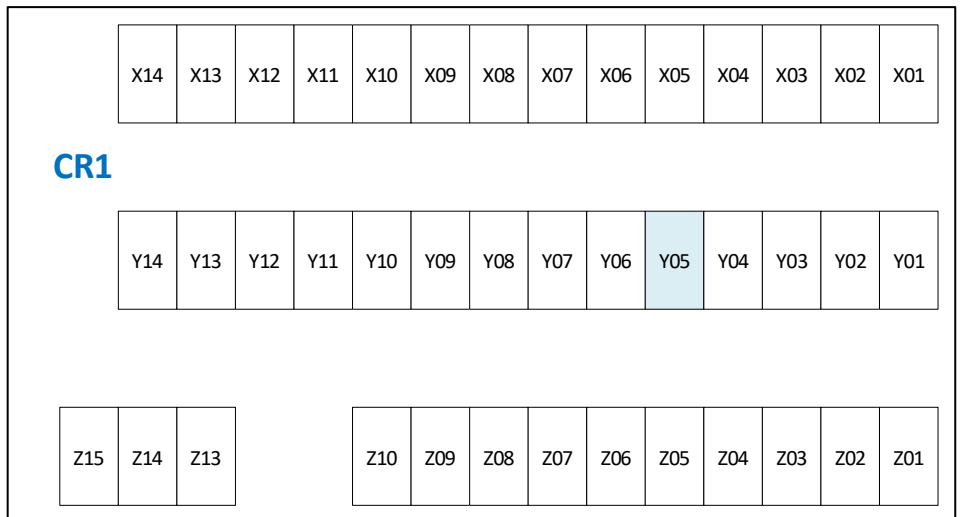 X14 X13 X12 X11 X10 X09 X08 X07 X06 X05 X04 X03 X02 X01
CR1
Y14 Y13 Y12 Y11 Y10 Y09 Y08 Y07 Y06 Y05 Y04 Y03 Y02 Y01
Z15 Z14 Z13 Z10 Z09 Z08 Z07 Z06 Z05 Z04 Z03 Z02 Z01